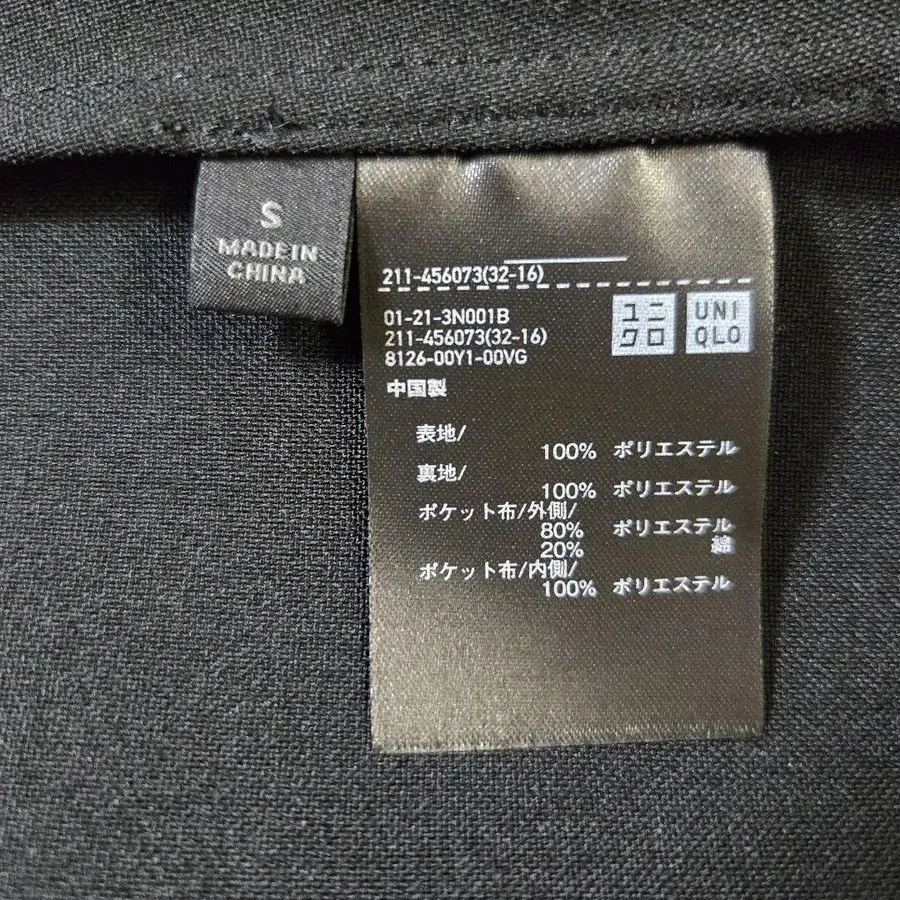 S
MADE IN
CHINA
211-456073(32-16)
01-21-3N001B
211-456073(32-16)
8126-00Y1-00VG
中国製
ユニ
クロ
UNI
QLO
表地/
100% ポリエステル
裏地/
100% ポリエステル
ポケット布/外側/
80% ポリエステル
20% 綿
ポケット布/内側/
100% ポリエステル